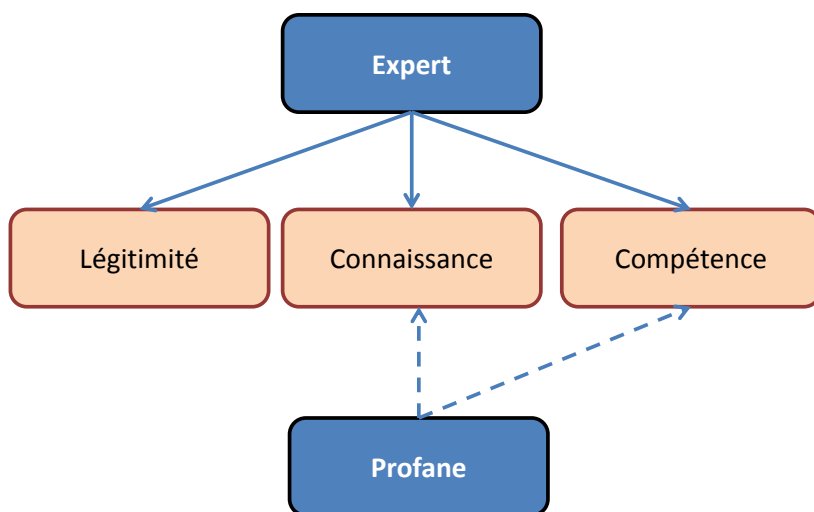 Expert
Légitimité
Connaissance
Compétence
Profane